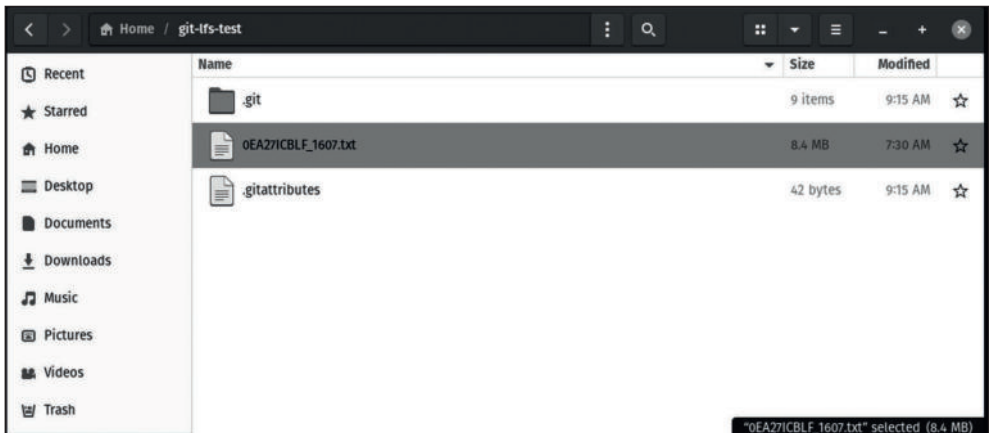 Home / git-lfs-test
Recent
Starred
Home
Desktop
Documents
Downloads
Music
Pictures
Videos
Trash
Name Size Modified
.git 9 items 9:15 AM
0EA27ICBLF_1607.txt 8.4 MB 7:30 AM
.gitattributes 42 bytes 9:15 AM
"0EA27ICBLF_1607.txt" selected (8.4 MB)